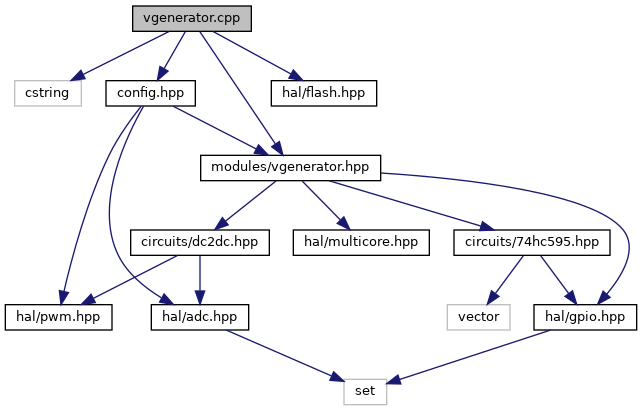 vgenerator.cpp
cstring
config.hpp
hal/flash.hpp
modules/vgenerator.hpp
circuits/dc2dc.hpp
hal/multicore.hpp
circuits/74hc595.hpp
hal/pwm.hpp
hal/adc.hpp
vector
hal/gpio.hpp
set